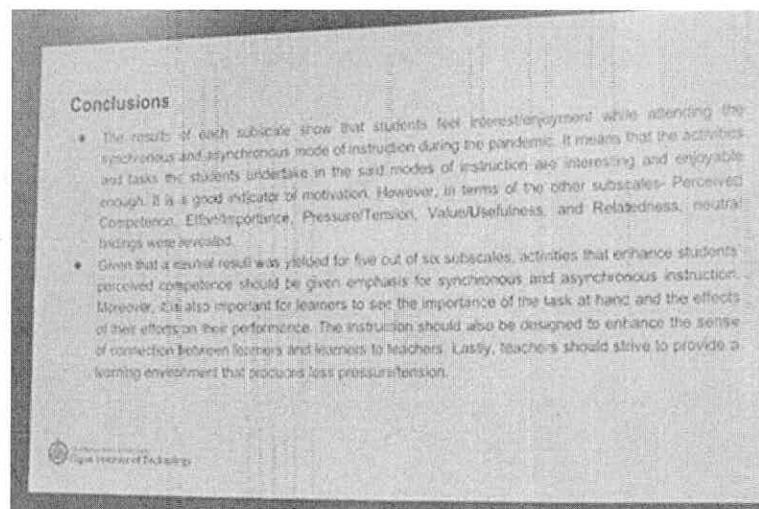 Conclusions
• The results of each subscale show that students feel interest/enjoyment while attending the
synchronous and asynchronous mode of instruction during the pandemic. It means that the activities
and tasks the students undertake in the said modes of instruction are interesting and enjoyable
enough. It is a good indicator of motivation. However, in terms of the other subscales- Perceived
Competence, Effort/Importance, Pressure/Tension, Value/Usefulness, and Relatedness, neutral
findings were revealed.
• Given that a neutral result was yielded for five out of six subscales, activities that enhance students'
perceived competence should be given emphasis for synchronous and asynchronous instruction.
Moreover, it is also important for learners to see the importance of the task at hand and the effects
of their efforts on their performance. The instruction should also be designed to enhance the sense
of connection between learners and learners to teachers. Lastly, teachers should strive to provide a
learning environment that procures less pressure/tension.
Institute of Technology